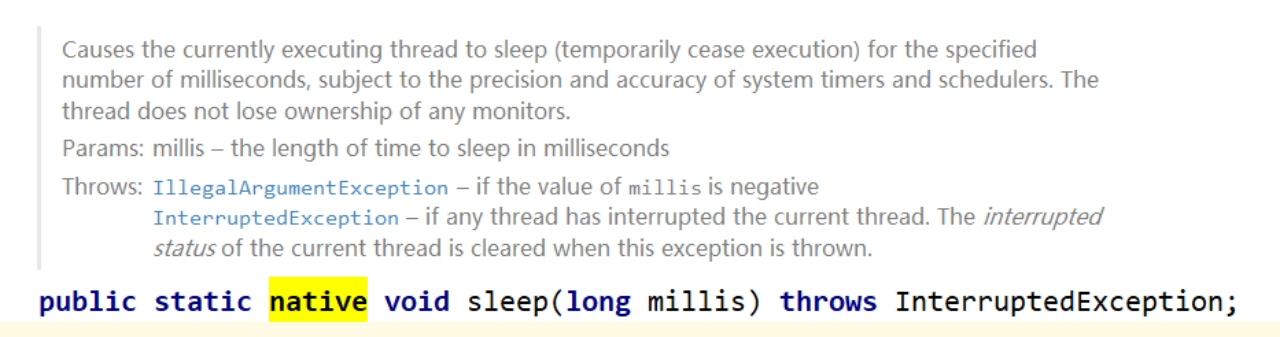 Causes the currently executing thread to sleep (temporarily cease execution) for the specified
number of milliseconds, subject to the precision and accuracy of system timers and schedulers. The
thread does not lose ownership of any monitors.
Params: millis – the length of time to sleep in milliseconds
Throws: IllegalArgumentException – if the value of millis is negative
InterruptedException – if any thread has interrupted the current thread. The interrupted
status of the current thread is cleared when this exception is thrown.
public static native void sleep(long millis) throws InterruptedException;